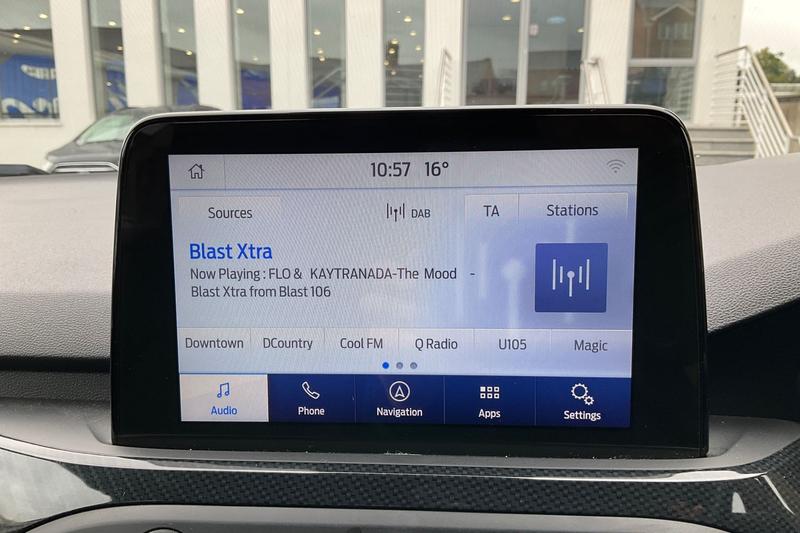 10:57 16°
Sources
DAB
TA
Stations
Blast Xtra
Now Playing : FLO & KAYTRANADA-The Mood -
Blast Xtra from Blast 106
Downtown DCountry Cool FM Q Radio U105 Magic
Audio Phone Navigation Apps Settings